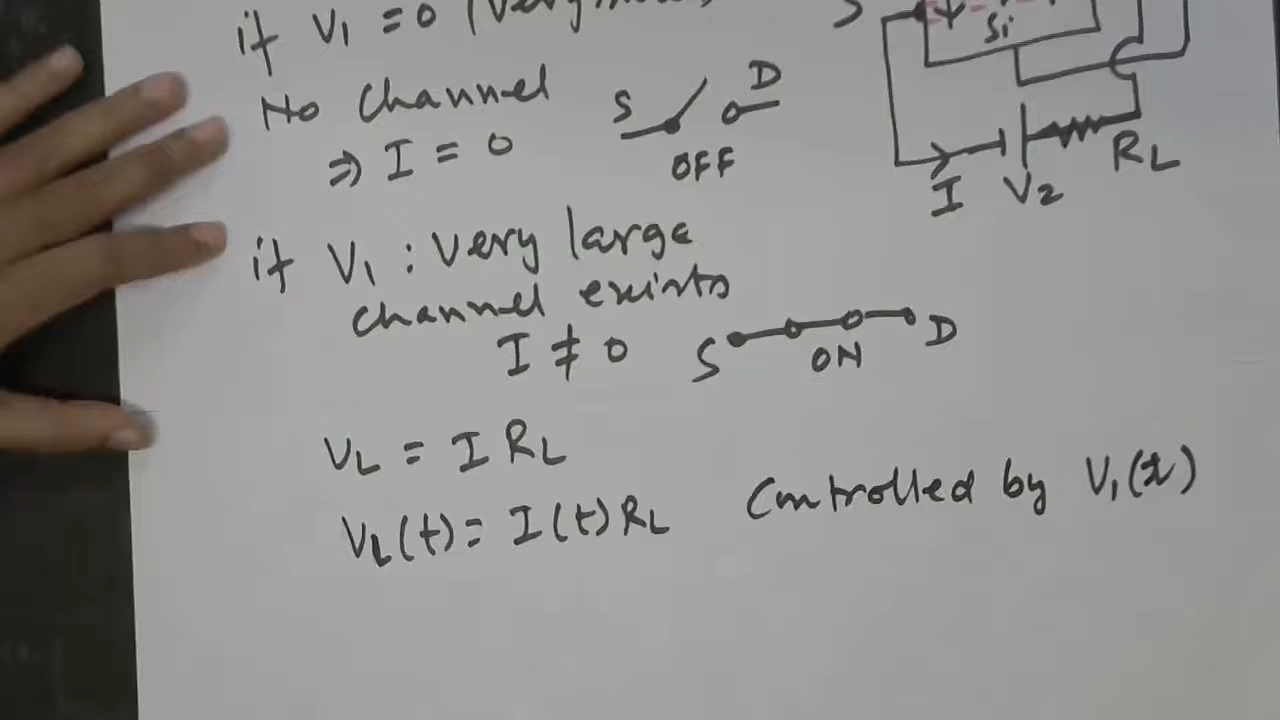 if V₁ = 0 (Very
S
Si
No channel
⇒ I = 0
S D
OFF
I V₂ R_L
if V₁ : Very large
channel exists
I ≠ 0
S D
ON
V_L = I R_L
V_L(t) = I(t) R_L Controlled by V₁(t)